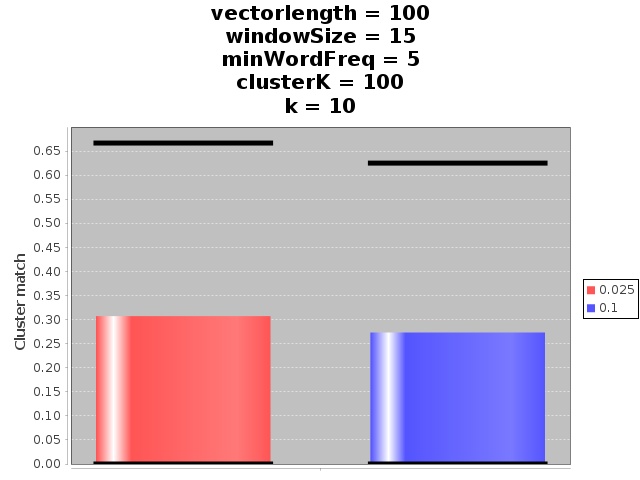 vectorlength = 100
windowSize = 15
minWordFreq = 5
clusterK = 100
k = 10
Cluster match
0.65
0.60
0.55
0.50
0.45
0.40
0.35
0.30
0.25
0.20
0.15
0.10
0.05
0.00
0.025
0.1